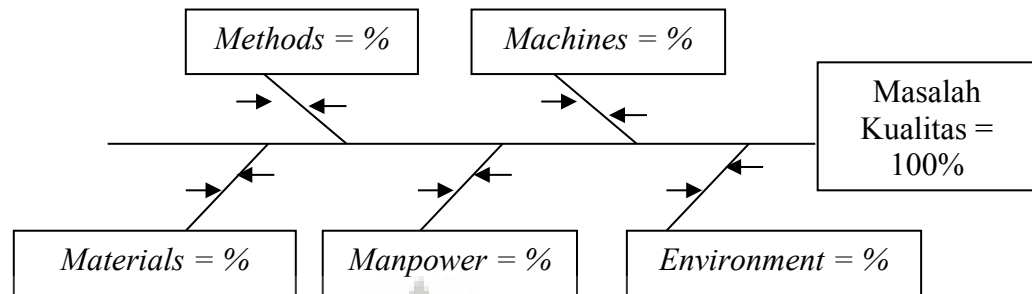 Methods = %
Machines = %
Masalah
Kualitas =
100%
Materials = %
Manpower = %
Environment = %